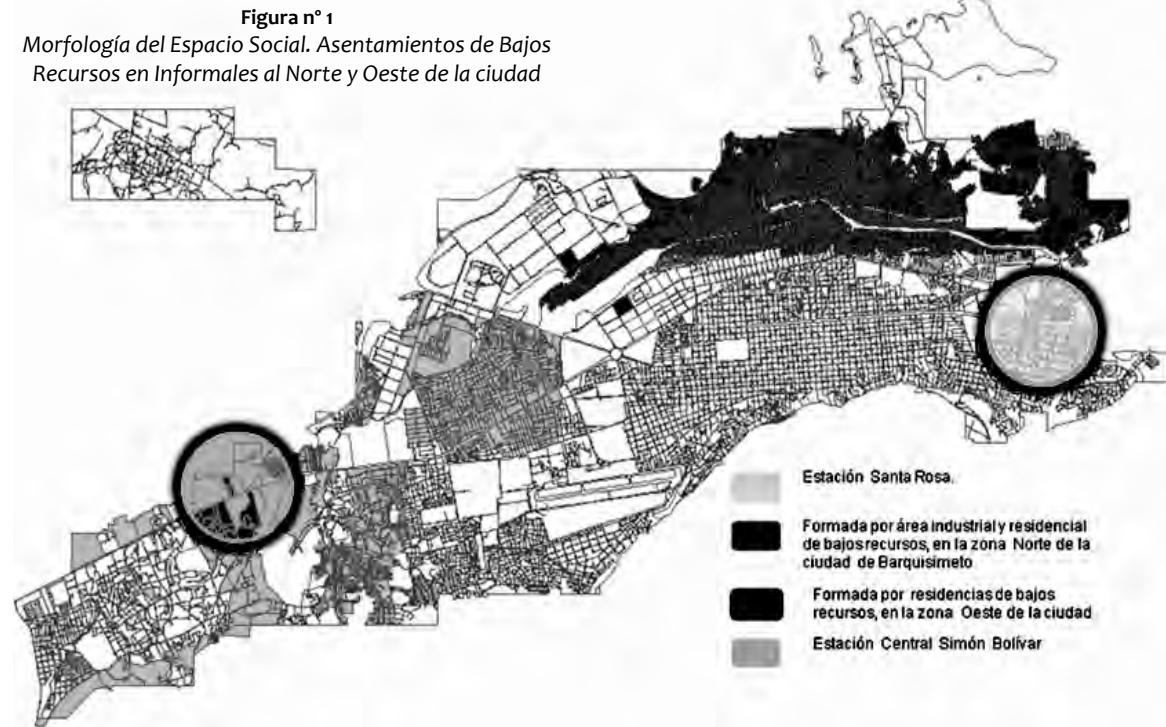 Figura nº 1
Morfología del Espacio Social. Asentamientos de Bajos
Recursos en Informales al Norte y Oeste de la ciudad
Estación Santa Rosa.
Formada por área industrial y residencial
de bajos recursos, en la zona Norte de la
ciudad de Barquisimeto
Formada por residencias de bajos
recursos, en la zona Oeste de la ciudad
Estación Central Simón Bolívar